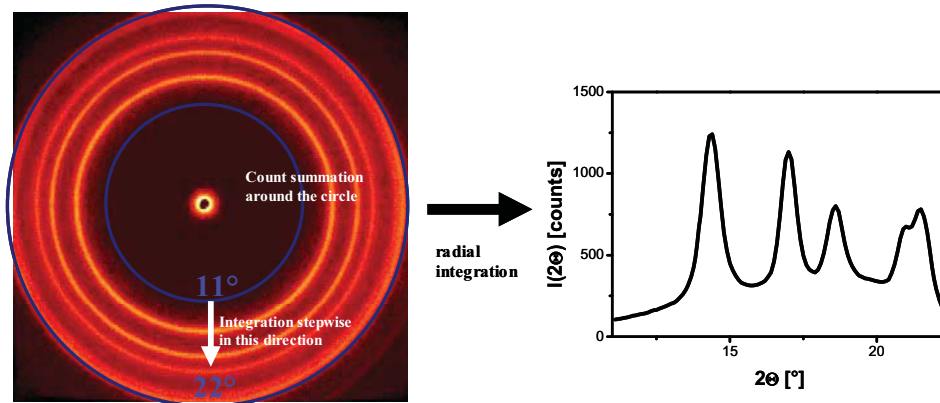 Count summation
around the circle
11°
Integration stepwise
in this direction
22°
radial
integration
I(2Θ) [counts]
1500
1000
500
0
15
20
2Θ [°]